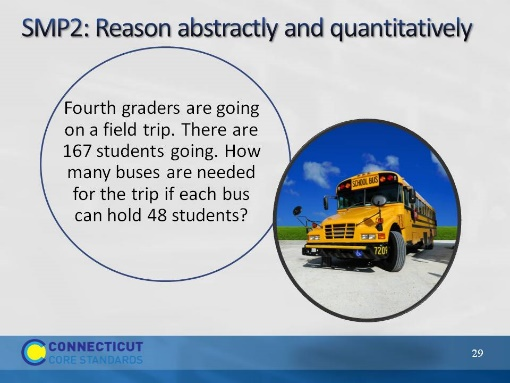 SMP2: Reason abstractly and quantitatively
Fourth graders are going
on a field trip. There are
167 students going. How
many buses are needed
for the trip if each bus
can hold 48 students?
SCHOOL BUS
7209
CONNECTICUT
CORE STANDARDS
29